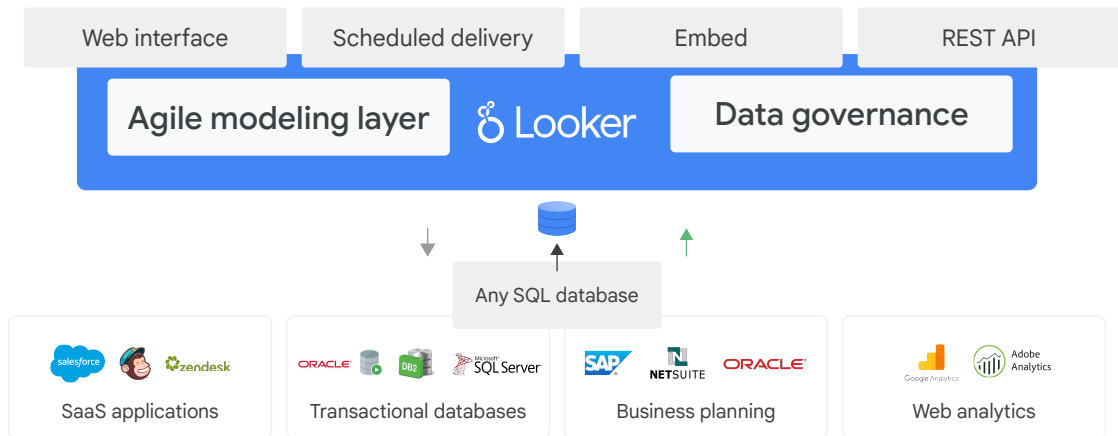 Web interface
Scheduled delivery
Embed
REST API
Agile modeling layer
Looker
Data governance
Any SQL database
salesforce
zendesk
ORACLE
DB2
Microsoft
SQL Server
SAP
NETSUITE
ORACLE
Google Analytics
Adobe
Analytics
SaaS applications
Transactional databases
Business planning
Web analytics